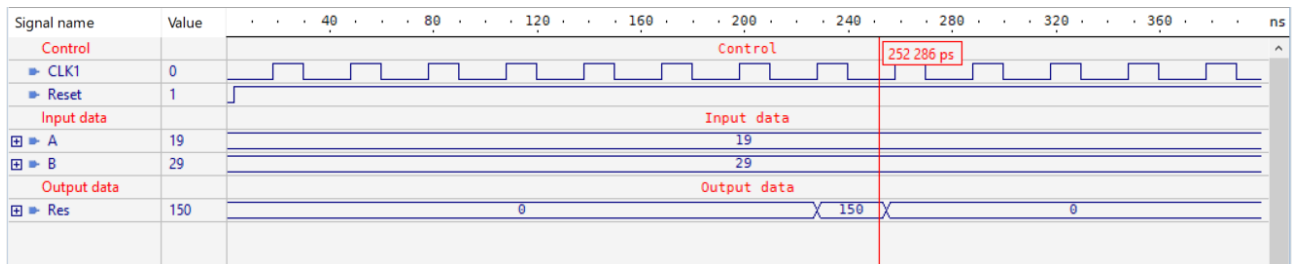 Signal name Value 40 80 120 160 200 240 280 320 360 ns
Control Control 252 286 ps
CLK1 0
Reset 1
Input data Input data
A 19 19
B 29 29
Output data Output data
Res 150 0 150 0